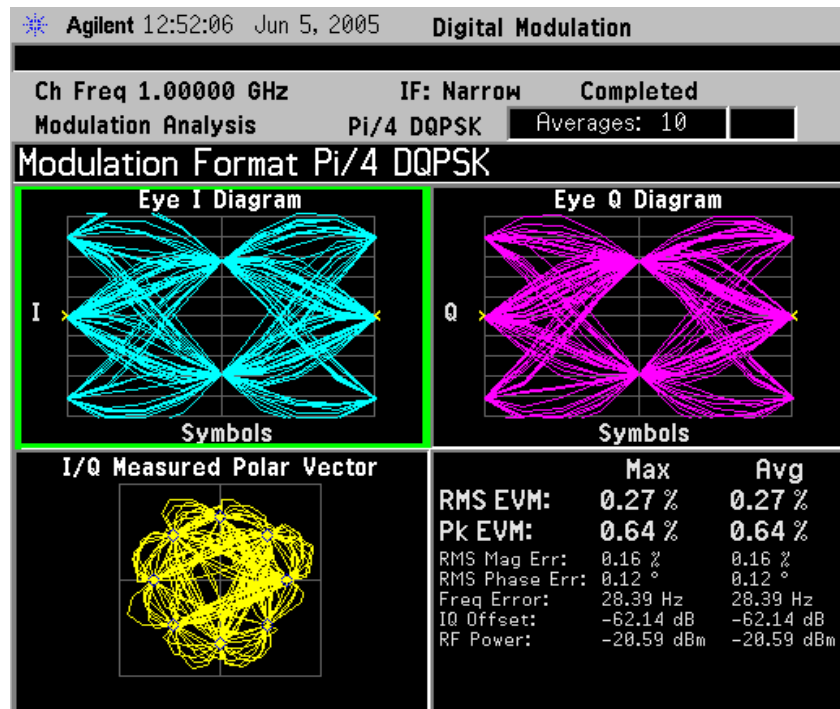 Agilent 12:52:06 Jun 5, 2005 Digital Modulation
Ch Freq 1.00000 GHz IF: Narrow Completed
Modulation Analysis Pi/4 DQPSK Averages: 10
Modulation Format Pi/4 DQPSK
Eye I Diagram
I
Symbols
Eye Q Diagram
Q
Symbols
I/Q Measured Polar Vector
Max Avg
RMS EVM: 0.27 % 0.27 %
Pk EVM: 0.64 % 0.64 %
RMS Mag Err: 0.16 % 0.16 %
RMS Phase Err: 0.12 ° 0.12 °
Freq Error: 28.39 Hz 28.39 Hz
IQ Offset: -62.14 dB -62.14 dB
RF Power: -20.59 dBm -20.59 dBm